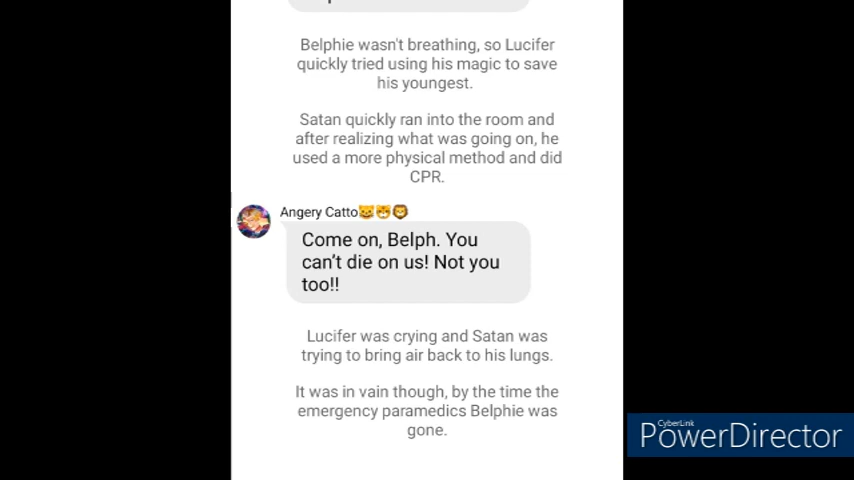 Belphie wasn't breathing, so Lucifer
quickly tried using his magic to save
his youngest.
Satan quickly ran into the room and
after realizing what was going on, he
used a more physical method and did
CPR.
Angery Catto😺🐯🦁
Come on, Belph. You
can't die on us! Not you
too!!
Lucifer was crying and Satan was
trying to bring air back to his lungs.
It was in vain though, by the time the
emergency paramedics Belphie was
gone.
CyberLink
PowerDirector